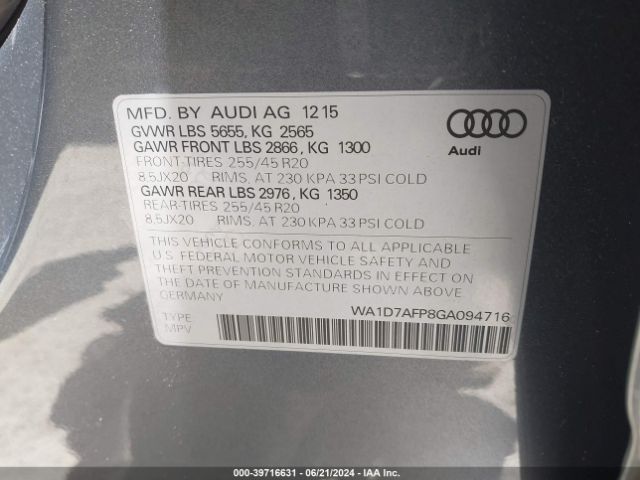 MFD. BY AUDI AG 12 15
GVWR LBS 5655, KG 2565
GAWR FRONT LBS 2866, KG 1300
FRONT-TIRES 255/45 R20
8.5JX20 RIMS, AT 230 KPA 33 PSI COLD
GAWR REAR LBS 2976, KG 1350
REAR-TIRES 255/45 R20
8.5JX20 RIMS, AT 230 KPA 33 PSI COLD
Audi
THIS VEHICLE CONFORMS TO ALL APPLICABLE
U.S. FEDERAL MOTOR VEHICLE SAFETY AND
THEFT PREVENTION STANDARDS IN EFFECT ON
THE DATE OF MANUFACTURE SHOWN ABOVE.
GERMANY
WA1D7AFP8GA094716
TYPE
MPV
000-39716631 - 06/21/2024 - IAA Inc.